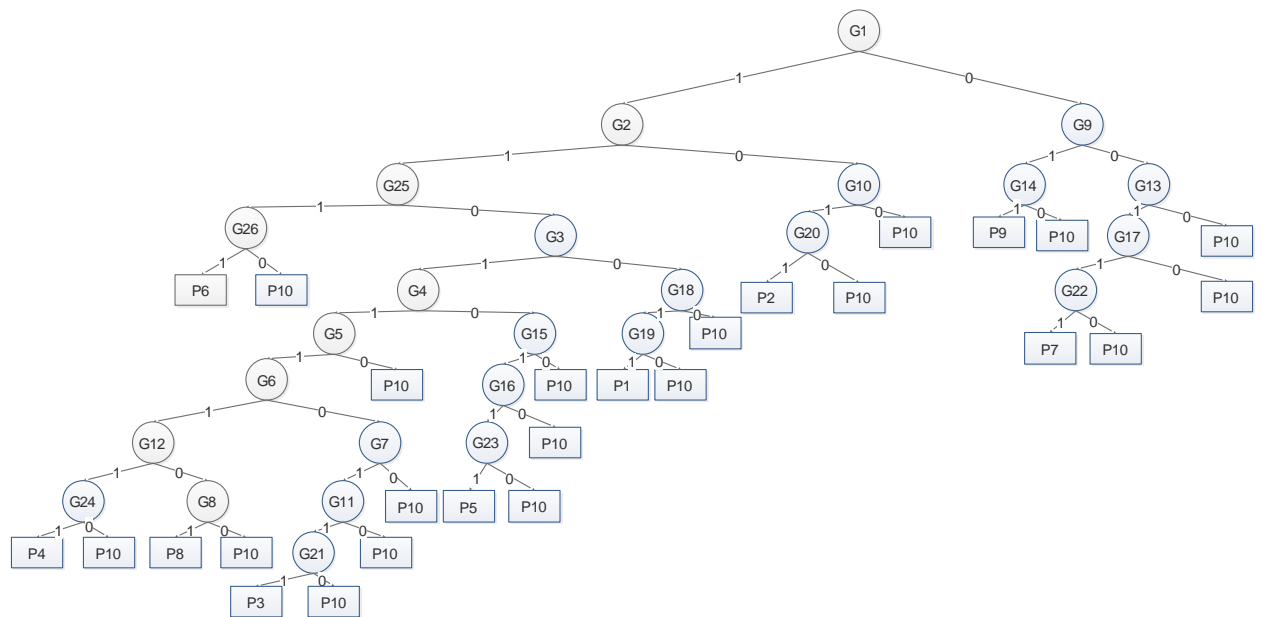 G1
1 0
G2 G9
1 0 1 0
G25 G10 G14 G13
1 0 1 0 1 0 1 0
G26 G3 G20 P10 P9 P10 G17 P10
1 0 1 0 1 0 1 0
P6 P10 G4 G18 P2 P10 G22 P10
1 0 1 0 1 0
G5 G15 G19 P10 P7 P10
1 0 1 0 1 0
G6 P10 G16 P10 P1 P10
1 0 1 0
G12 G7 G23 P10
1 0 1 0 1 0
G24 G8 G11 P10 P5 P10
1 0 1 0 1 0
P4 P10 P8 P10 G21 P10
1 0
P3 P10